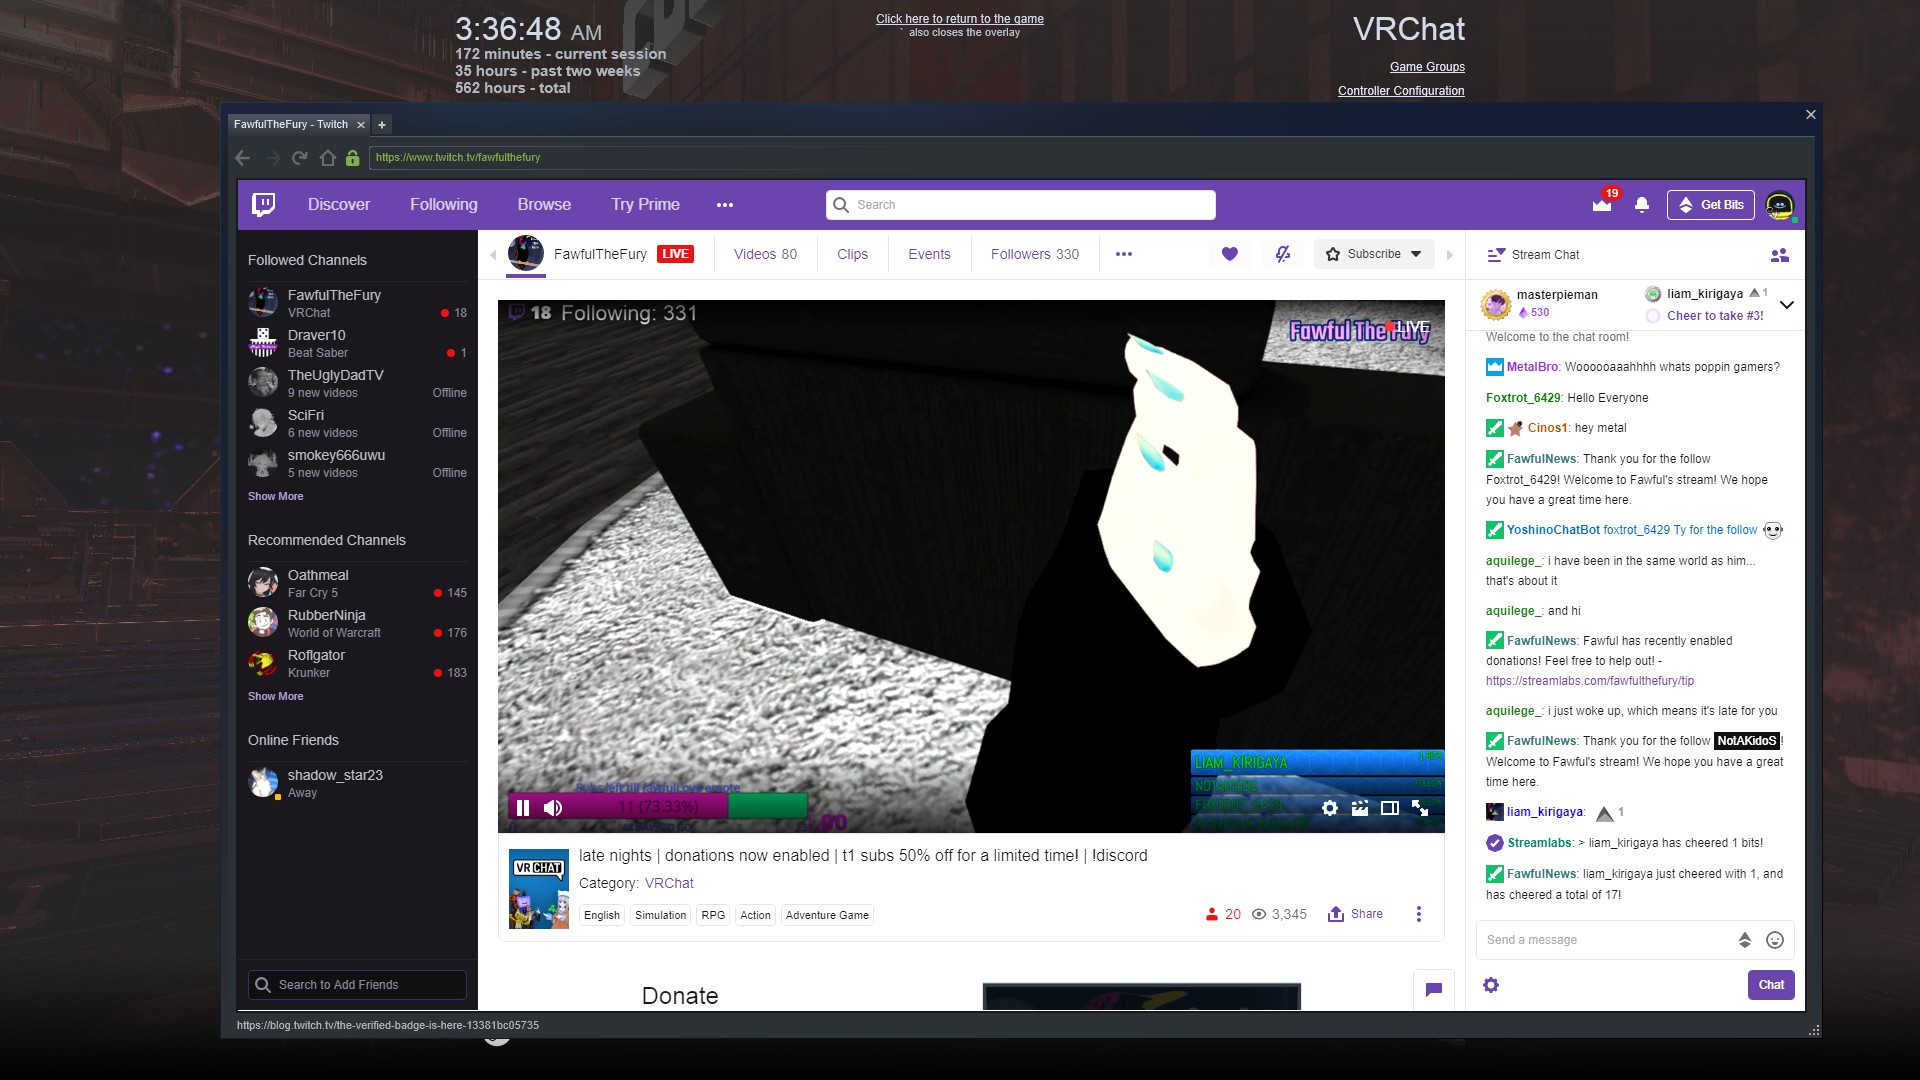 3:36:48 AM
172 minutes - current session
35 hours - past two weeks
562 hours - total
Click here to return to the game
` also closes the overlay
VRChat
Game Groups
Controller Configuration
FawfulTheFury - Twitch
https://www.twitch.tv/fawfulthefury
Discover Following Browse Try Prime
Search
19
Get Bits
Followed Channels
FawfulTheFury
VRChat 18
Draver10
Beat Saber 1
TheUglyDadTV
9 new videos Offline
SciFri
6 new videos Offline
smokey666uwu
5 new videos Offline
Show More
Recommended Channels
Oathmeal
Far Cry 5 145
RubberNinja
World of Warcraft 176
Roflgator
Krunker 183
Show More
Online Friends
shadow_star23
Away
Search to Add Friends
FawfulTheFury LIVE Videos 80 Clips Events Followers 330
Subscribe
18 Following: 331
Fawful The Fury
LIVE
LIAM_KIRIGAYA
NOTAKIDOS
FOXTROT_6429
11 (73.33%)
late nights | donations now enabled | t1 subs 50% off for a limited time! | !discord
VRCHAT
Category: VRChat
English Simulation RPG Action Adventure Game
20 3,345 Share
Donate
Stream Chat
masterpieman
530
liam_kirigaya 1
Cheer to take #3!
Welcome to the chat room!
MetalBro: Woooooaaahhhh whats poppin gamers?
Foxtrot_6429: Hello Everyone
Cinos1: hey metal
FawfulNews: Thank you for the follow
Foxtrot_6429! Welcome to Fawful's stream! We hope
you have a great time here.
YoshinoChatBot foxtrot_6429 Ty for the follow
aquilege_: i have been in the same world as him...
that's about it
aquilege_: and hi
FawfulNews: Fawful has recently enabled
donations! Feel free to help out! -
https://streamlabs.com/fawfulthefury/tip
aquilege_: i just woke up, which means it's late for you
FawfulNews: Thank you for the follow NotAKidoS!
Welcome to Fawful's stream! We hope you have a great
time here.
liam_kirigaya: 1
Streamlabs: > liam_kirigaya has cheered 1 bits!
FawfulNews: liam_kirigaya just cheered with 1, and
has cheered a total of 17!
Send a message
Chat
https://blog.twitch.tv/the-verified-badge-is-here-13381bc05735